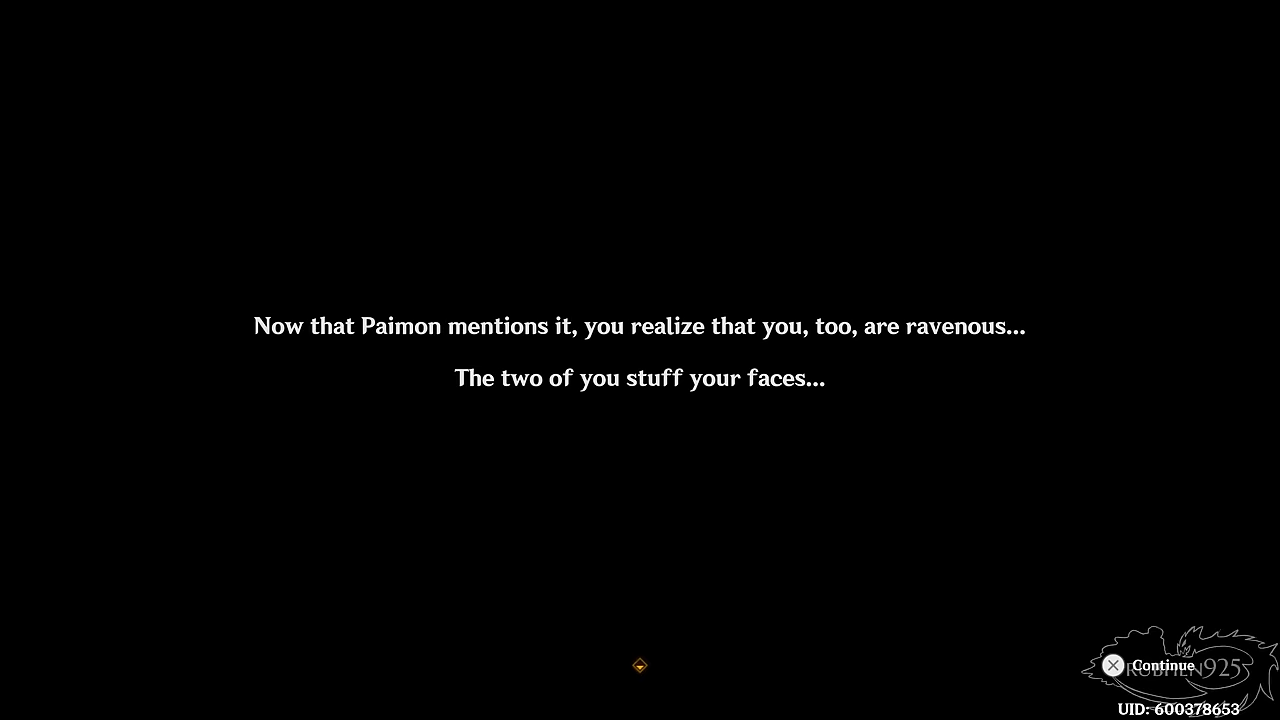 Now that Paimon mentions it, you realize that you, too, are ravenous...
The two of you stuff your faces...
Continue
RUBHEN925
UID: 600378653